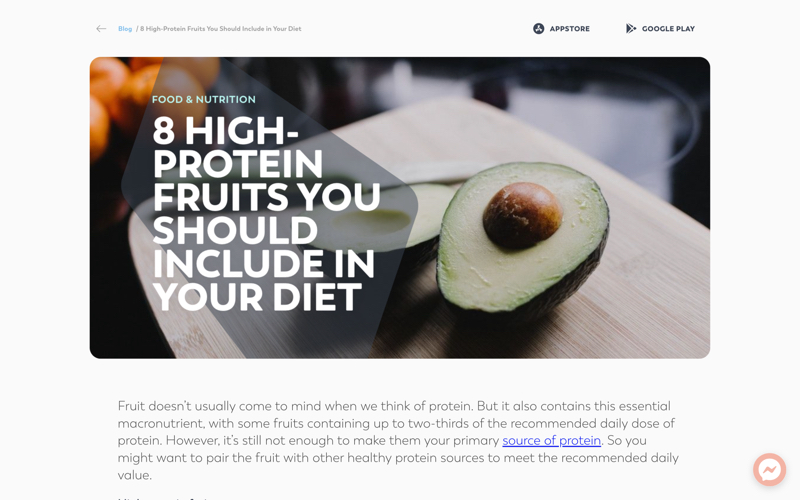 Blog / 8 High-Protein Fruits You Should Include in Your Diet
APPSTORE
GOOGLE PLAY
FOOD & NUTRITION
8 HIGH-
PROTEIN
FRUITS YOU
SHOULD
INCLUDE IN
YOUR DIET
Fruit doesn't usually come to mind when we think of protein. But it also contains this essential
macronutrient, with some fruits containing up to two-thirds of the recommended daily dose of
protein. However, it's still not enough to make them your primary source of protein. So you
might want to pair the fruit with other healthy protein sources to meet the recommended daily
value.